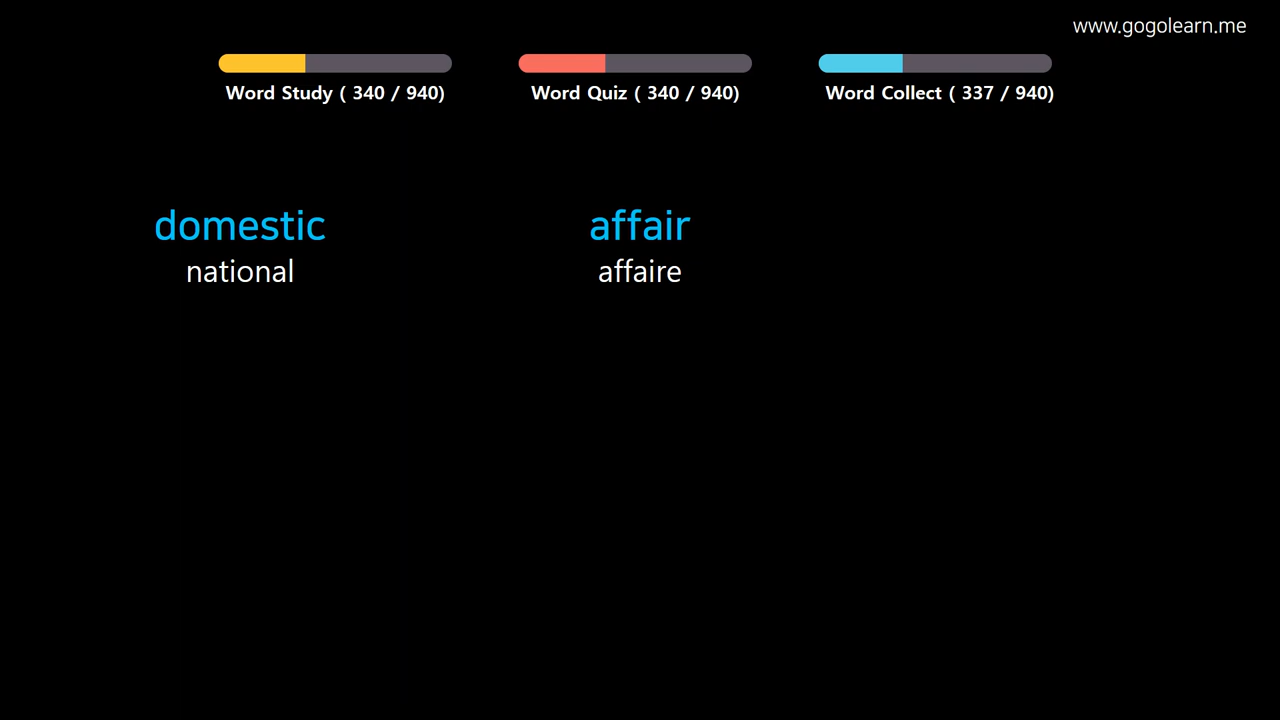 www.gogolearn.me
Word Study ( 340 / 940)
Word Quiz ( 340 / 940)
Word Collect ( 337 / 940)
domestic
national
affair
affaire